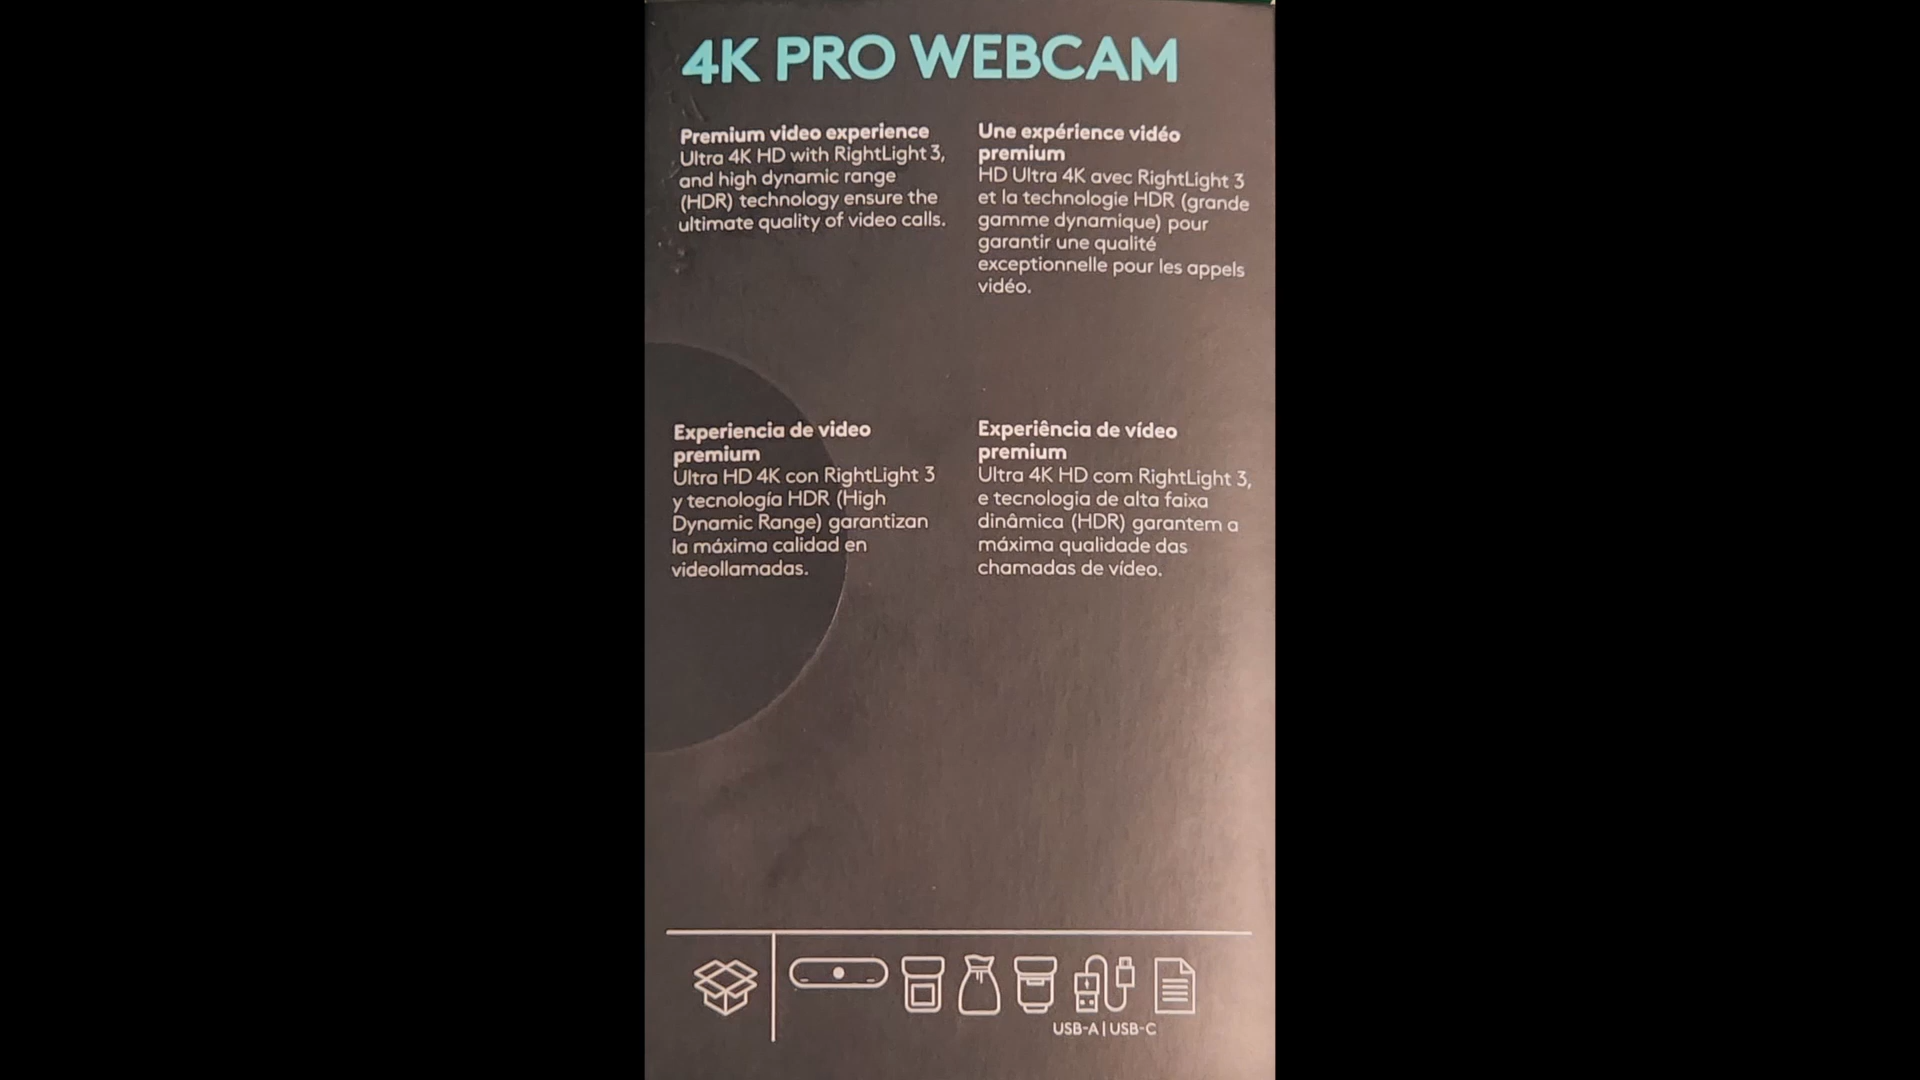 4K PRO WEBCAM
Premium video experience
Ultra 4K HD with RightLight 3,
and high dynamic range
(HDR) technology ensure the
ultimate quality of video calls.
Une expérience vidéo
premium
HD Ultra 4K avec RightLight 3
et la technologie HDR (grande
gamme dynamique) pour
garantir une qualité
exceptionnelle pour les appels
vidéo.
Experiencia de video
premium
Ultra HD 4K con RightLight 3
y tecnología HDR (High
Dynamic Range) garantizan
la máxima calidad en
videollamadas.
Experiência de vídeo
premium
Ultra 4K HD com RightLight 3,
e tecnologia de alta faixa
dinâmica (HDR) garantem a
máxima qualidade das
chamadas de vídeo.
USB-A | USB-C